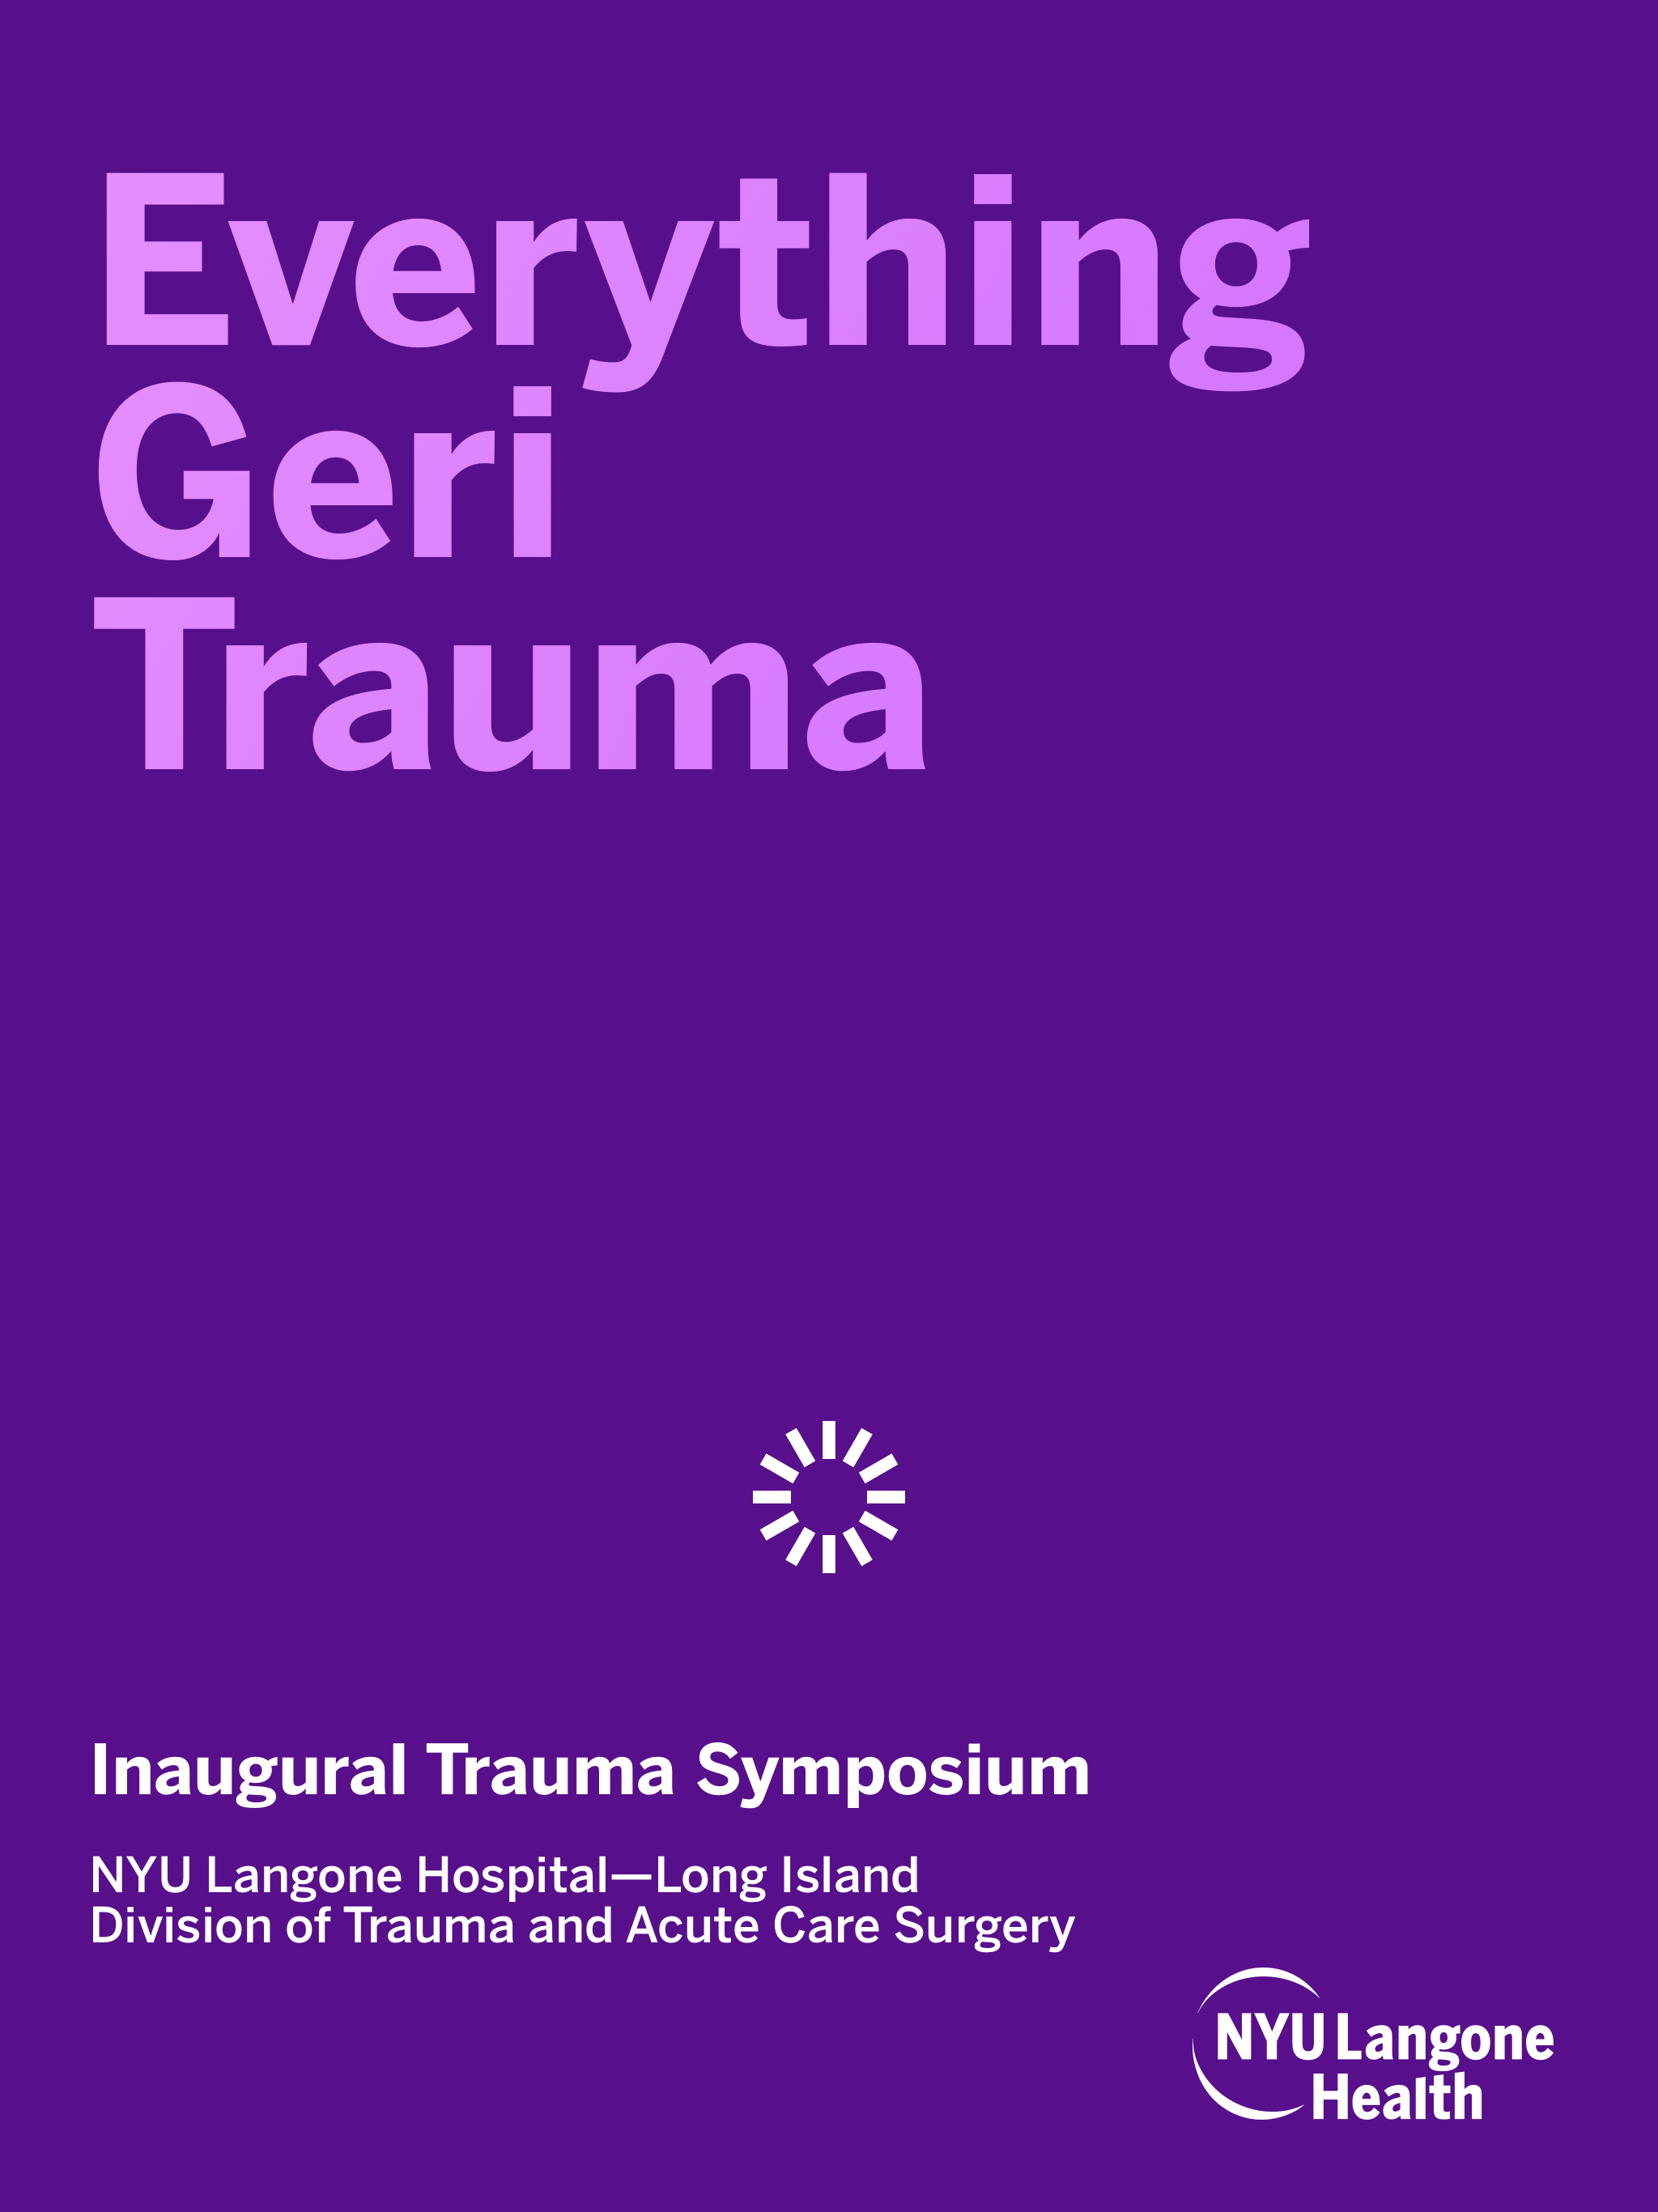 Everything
Geri
Trauma
Inaugural Trauma Symposium
NYU Langone Hospital—Long Island
Division of Trauma and Acute Care Surgery
NYU Langone
Health